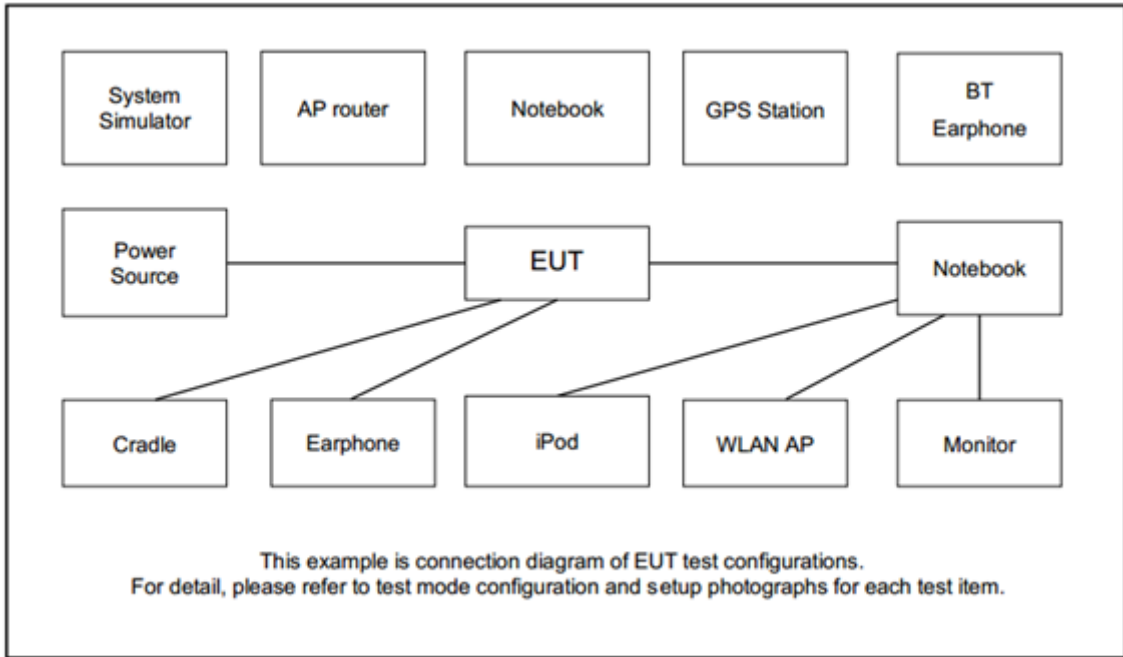 System
Simulator
AP router
Notebook
GPS Station
BT
Earphone
Power
Source
EUT
Notebook
Cradle
Earphone
iPod
WLAN AP
Monitor
This example is connection diagram of EUT test configurations.
For detail, please refer to test mode configuration and setup photographs for each test item.